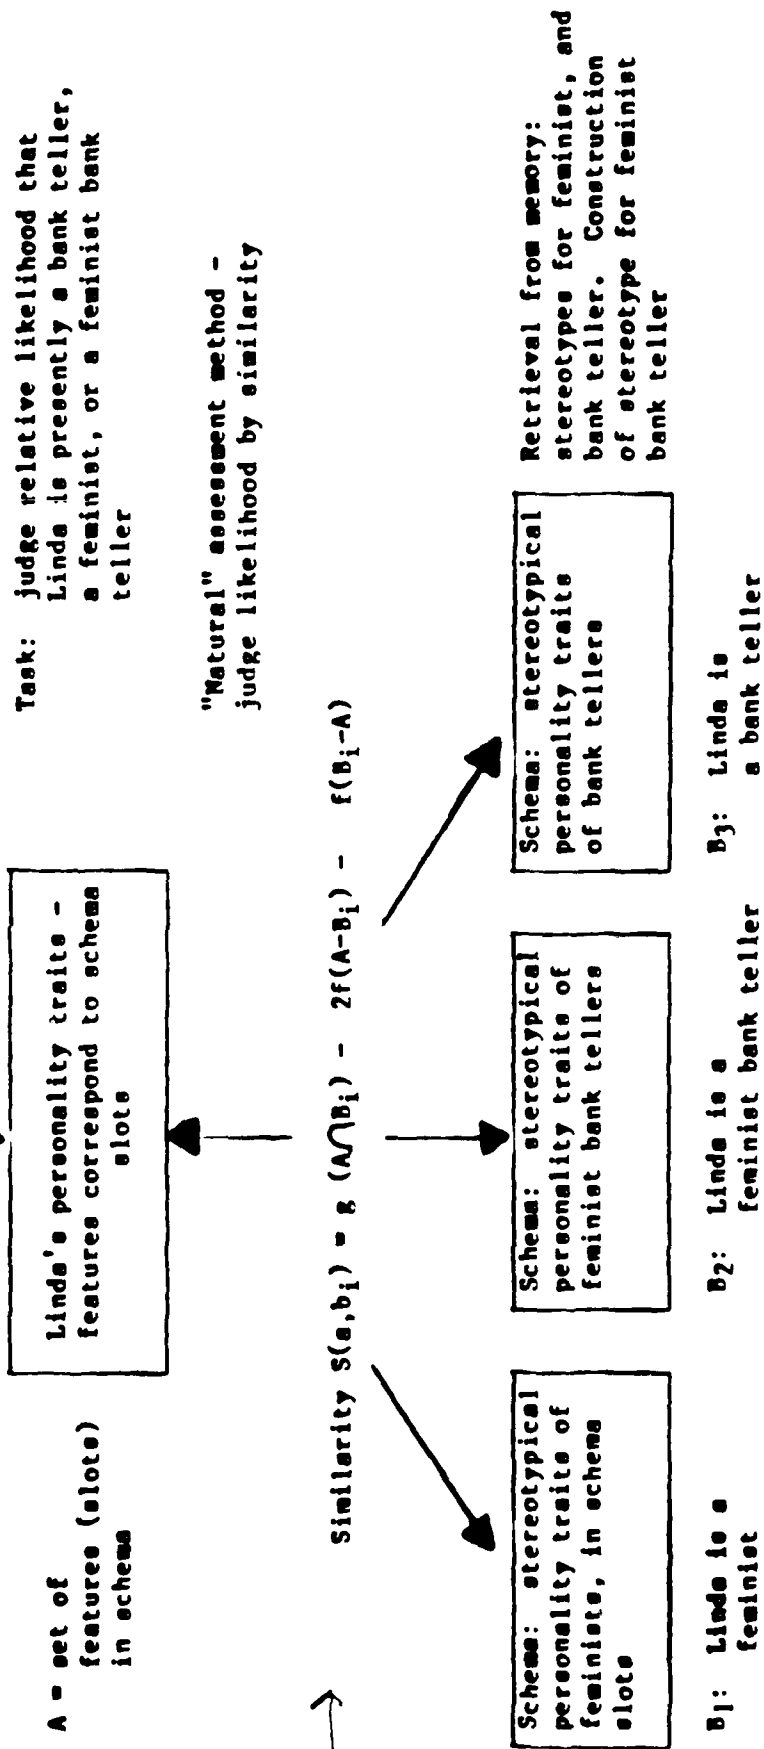 Task: judge relative likelihood that
Linda is presently a bank teller,
a feminist, or a feminist bank
teller
A = set of
features (slots)
in schema
Linda's personality traits -
features correspond to schema
slots
"Natural" assessment method -
judge likelihood by similarity
Similarity S(a,bᵢ) = g (A⋂Bᵢ) - 2f(A-Bᵢ) - f(Bᵢ-A)
Schema: stereotypical
personality traits of
feminists, in schema
slots
Schema: stereotypical
personality traits of
feminist bank tellers
Schema: stereotypical
personality traits
of bank tellers
Retrieval from memory:
stereotypes for feminist, and
bank teller. Construction
of stereotype for feminist
bank teller
B₁: Linda is a
feminist
B₂: Linda is a
feminist bank teller
B₃: Linda is
a bank teller